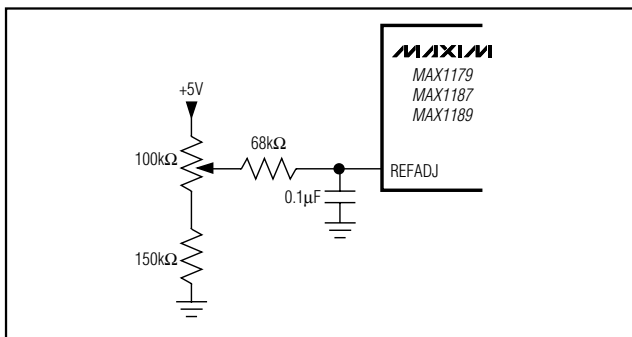 MAXIM
MAX1179
MAX1187
MAX1189
+5V
68kΩ
100kΩ
REFADJ
0.1µF
150kΩ